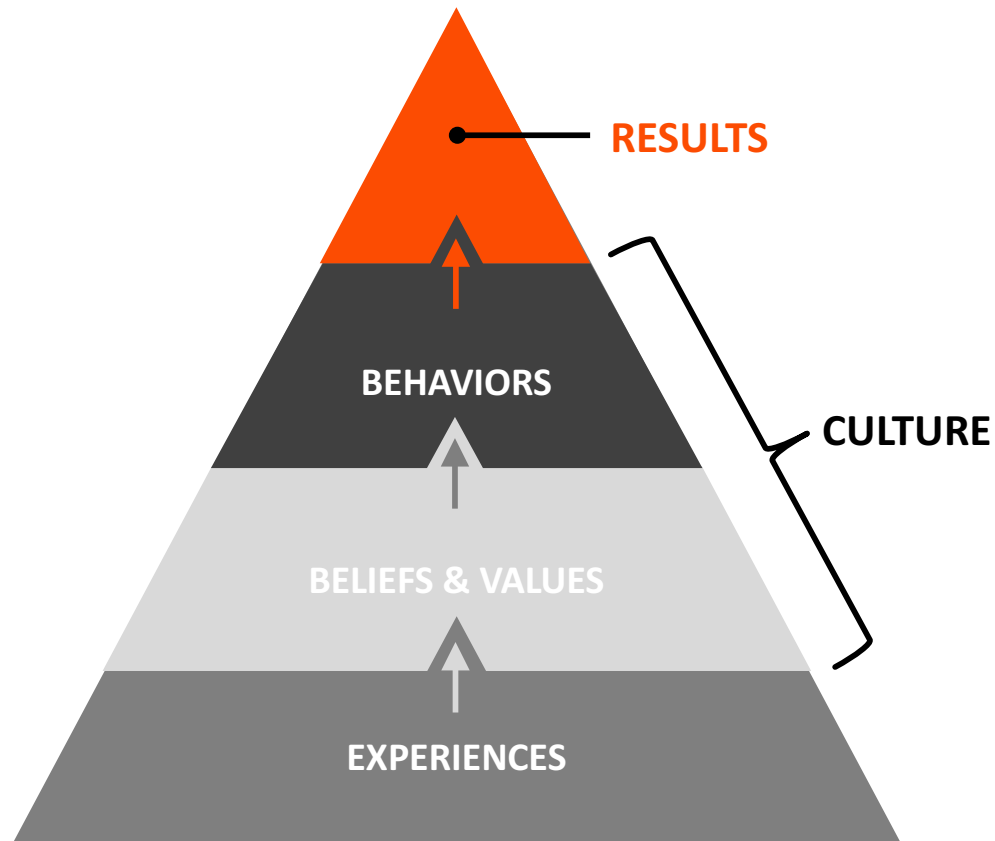 RESULTS
BEHAVIORS
CULTURE
BELIEFS & VALUES
EXPERIENCES